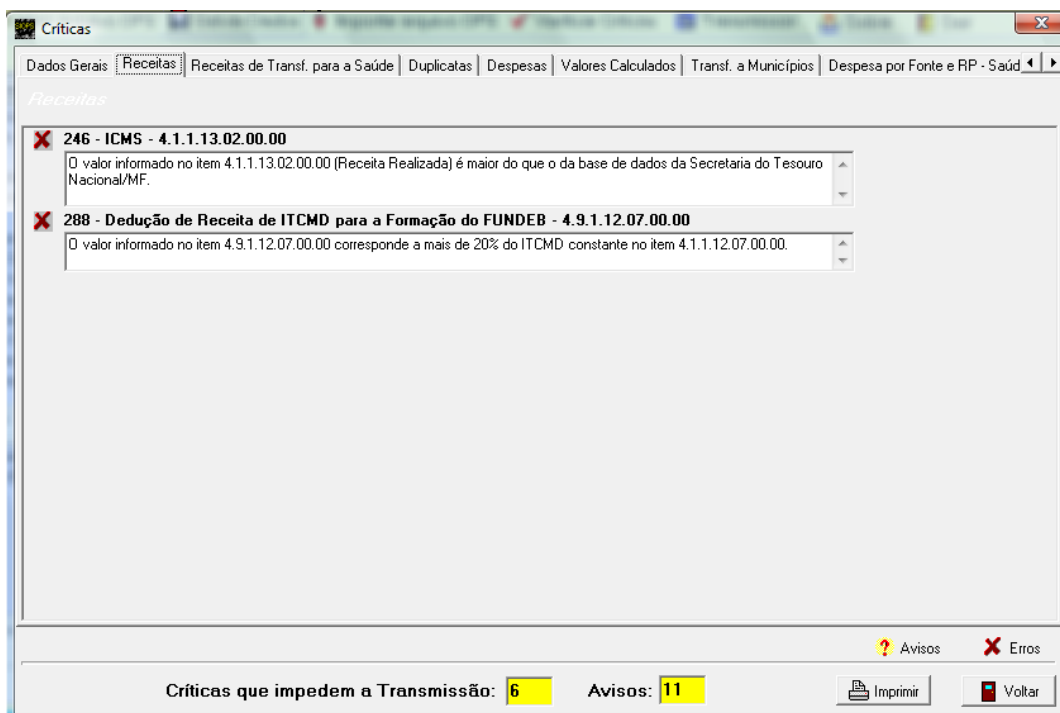 Críticas
Dados Gerais Receitas Receitas de Transf. para a Saúde Duplicatas Despesas Valores Calculados Transf. a Municípios Despesa por Fonte e RP - Saúd
Receitas
246 - ICMS - 4.1.1.13.02.00.00
O valor informado no item 4.1.1.13.02.00.00 (Receita Realizada) é maior do que o da base de dados da Secretaria do Tesouro
Nacional/MF.
288 - Dedução de Receita de ITCMD para a Formação do FUNDEB - 4.9.1.12.07.00.00
O valor informado no item 4.9.1.12.07.00.00 corresponde a mais de 20% do ITCMD constante no item 4.1.1.12.07.00.00.
Avisos Erros
Críticas que impedem a Transmissão: 6 Avisos: 11 Imprimir Voltar